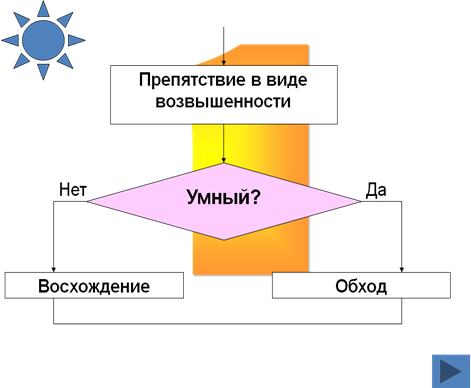 Препятствие в виде
возвышенности
Нет
Умный?
Да
Восхождение
Обход